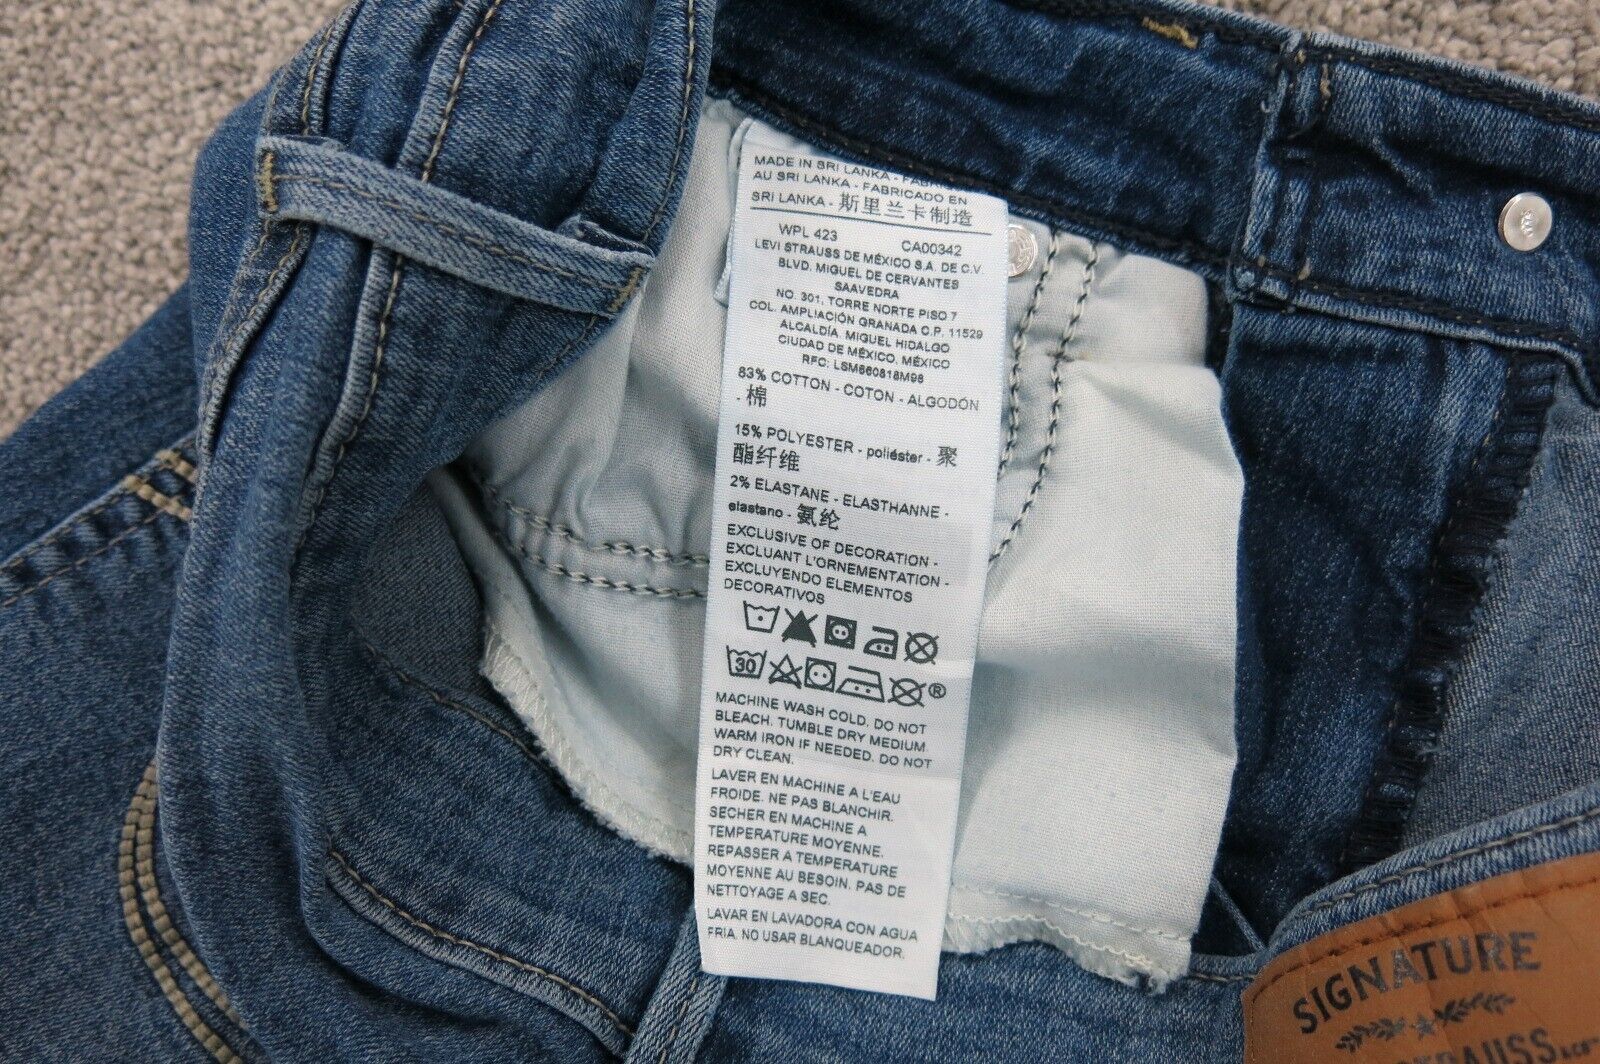 MADE IN SRI LANKA - FABRIQUÉ
AU SRI LANKA - FABRICADO EN
SRI LANKA - 斯里兰卡制造
WPL 423 CA00342
LEVI STRAUSS DE MÉXICO S.A. DE C.V.
BLVD. MIGUEL DE CERVANTES
SAAVEDRA
NO. 301, TORRE NORTE PISO 7
COL. AMPLIACIÓN GRANADA C.P. 11529
ALCALDÍA. MIGUEL HIDALGO
CIUDAD DE MÉXICO. MÉXICO
RFC: LSM860818M98
83% COTTON - COTON - ALGODÓN
- 棉
15% POLYESTER - poliéster - 聚
酯纤维
2% ELASTANE - ELASTHANNE -
elastano - 氨纶
EXCLUSIVE OF DECORATION -
EXCLUANT L'ORNEMENTATION -
EXCLUYENDO ELEMENTOS
DECORATIVOS
30 ®
MACHINE WASH COLD. DO NOT
BLEACH. TUMBLE DRY MEDIUM.
WARM IRON IF NEEDED. DO NOT
DRY CLEAN.
LAVER EN MACHINE A L'EAU
FROIDE. NE PAS BLANCHIR.
SECHER EN MACHINE A
TEMPERATURE MOYENNE.
REPASSER A TEMPERATURE
MOYENNE AU BESOIN. PAS DE
NETTOYAGE A SEC.
LAVAR EN LAVADORA CON AGUA
FRIA. NO USAR BLANQUEADOR.
SIGNATURE